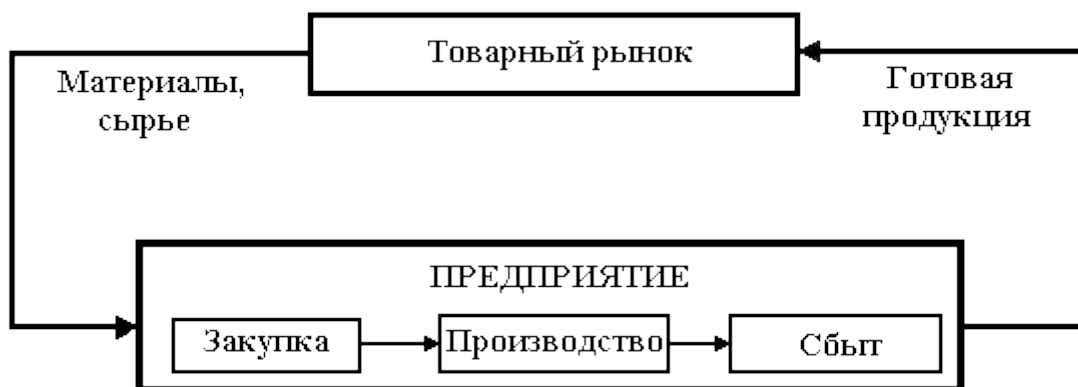 Товарный рынок
Материалы,
сырье
Готовая
продукция
ПРЕДПРИЯТИЕ
Закупка
Производство
Сбыт